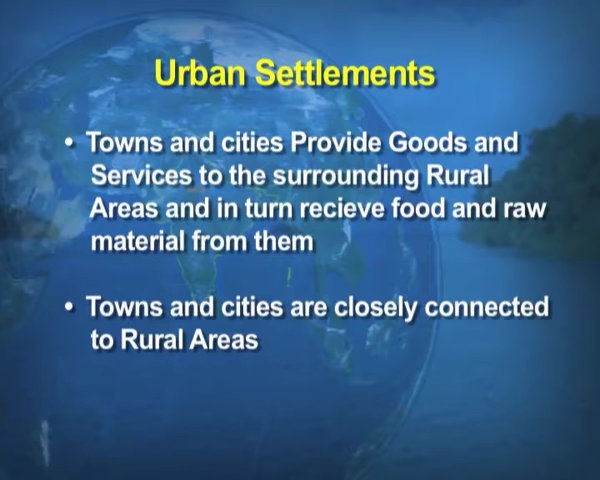 Urban Settlements
• Towns and cities Provide Goods and
Services to the surrounding Rural
Areas and in turn recieve food and raw
material from them
• Towns and cities are closely connected
to Rural Areas